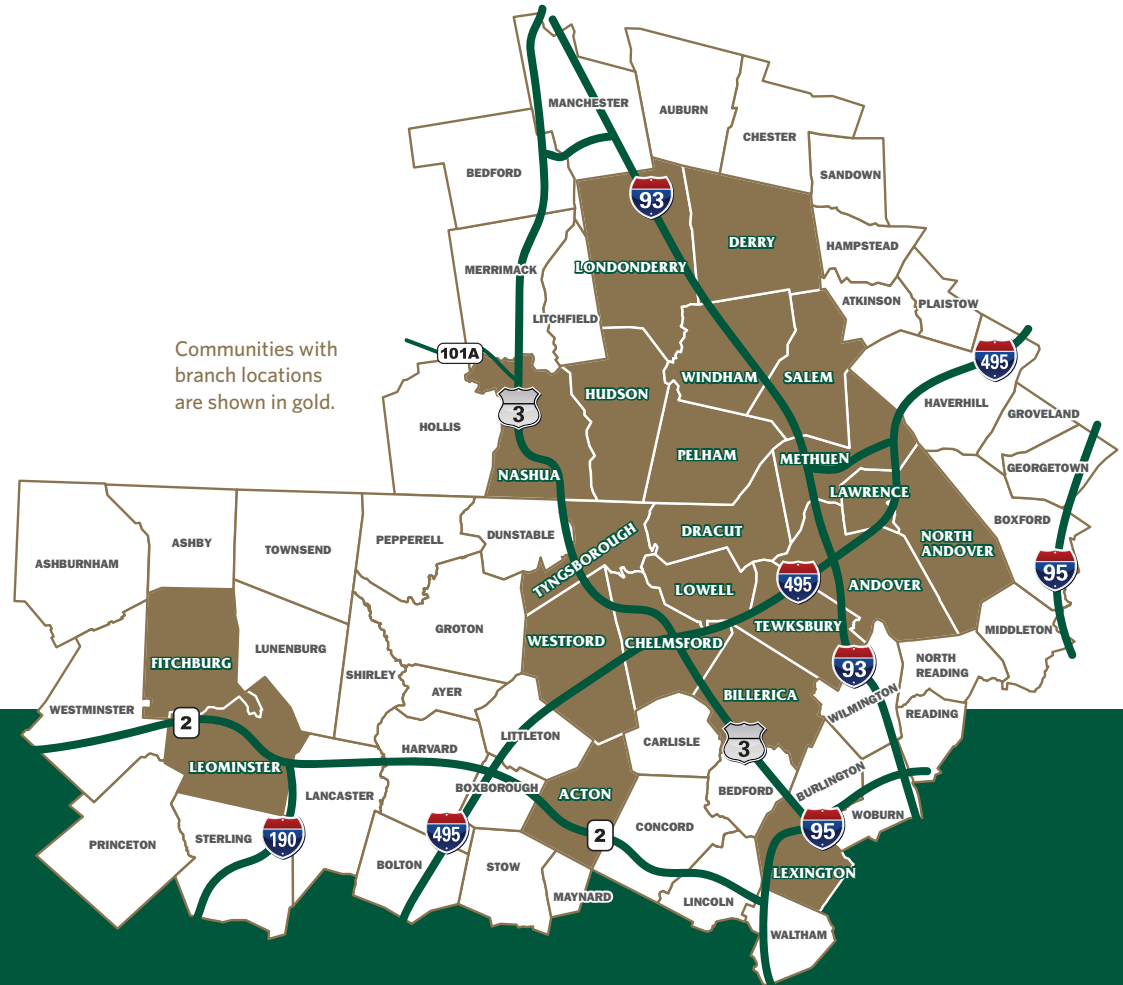 MANCHESTER
AUBURN
CHESTER
BEDFORD
SANDOWN
93
DERRY
HAMPSTEAD
LONDONDERRY
MERRIMACK
ATKINSON
PLAISTOW
LITCHFIELD
Communities with
branch locations
are shown in gold.
101A
495
WINDHAM
SALEM
HUDSON
3
HAVERHILL
GROVELAND
HOLLIS
PELHAM
METHUEN
GEORGETOWN
NASHUA
LAWRENCE
BOXFORD
DUNSTABLE
DRACUT
NORTH
ANDOVER
PEPPERELL
TOWNSEND
ASHBY
ASHBURNHAM
TYNGSBOROUGH
95
LOWELL
495
ANDOVER
TEWKSBURY
MIDDLETON
GROTON
WESTFORD
CHELMSFORD
LUNENBURG
FITCHBURG
SHIRLEY
93
NORTH
READING
AYER
BILLERICA
WILMINGTON
READING
WESTMINSTER
2
LITTLETON
CARLISLE
3
HARVARD
LEOMINSTER
BURLINGTON
BOXBOROUGH
ACTON
BEDFORD
LANCASTER
WOBURN
PRINCETON
STERLING
190
495
2
CONCORD
95
BOLTON
STOW
LEXINGTON
MAYNARD
LINCOLN
WALTHAM